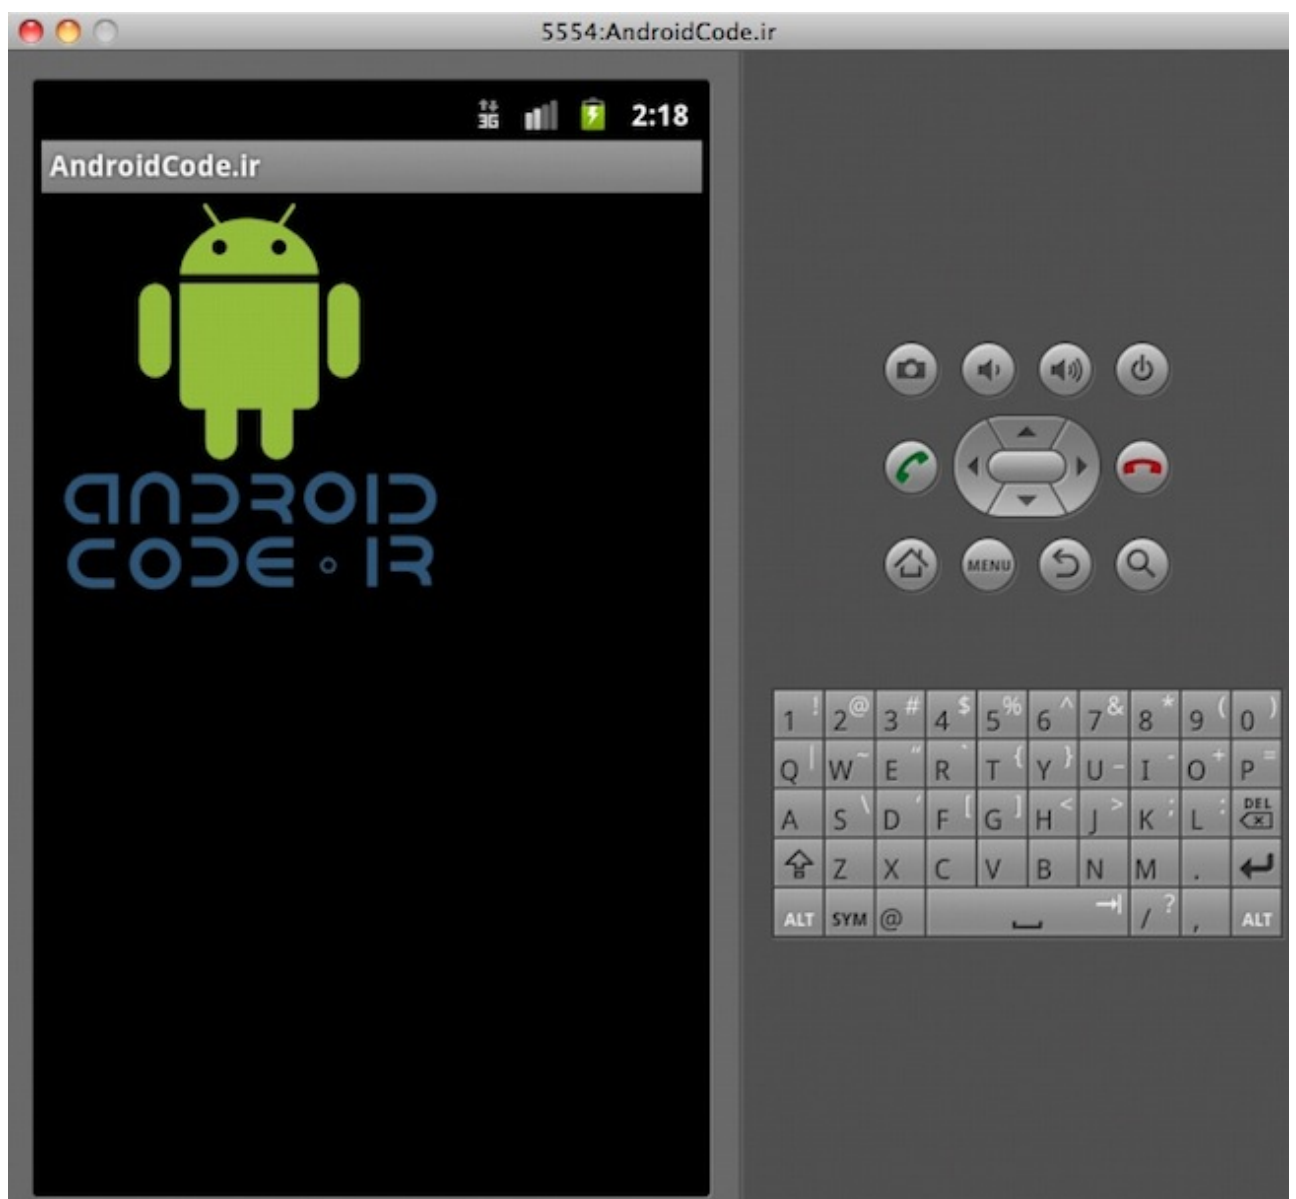 5554:AndroidCode.ir
3G 2:18
AndroidCode.ir
ANDROID
CODE.IR
MENU
1 ! 2 @ 3 # 4 $ 5 % 6 ^ 7 & 8 * 9 ( 0 )
Q | W ~ E " R ` T { Y } U _ I - O + P =
A S \ D ' F [ G ] H < J > K ; L : DEL
Z X C V B N M .
ALT SYM @ / ? , ALT